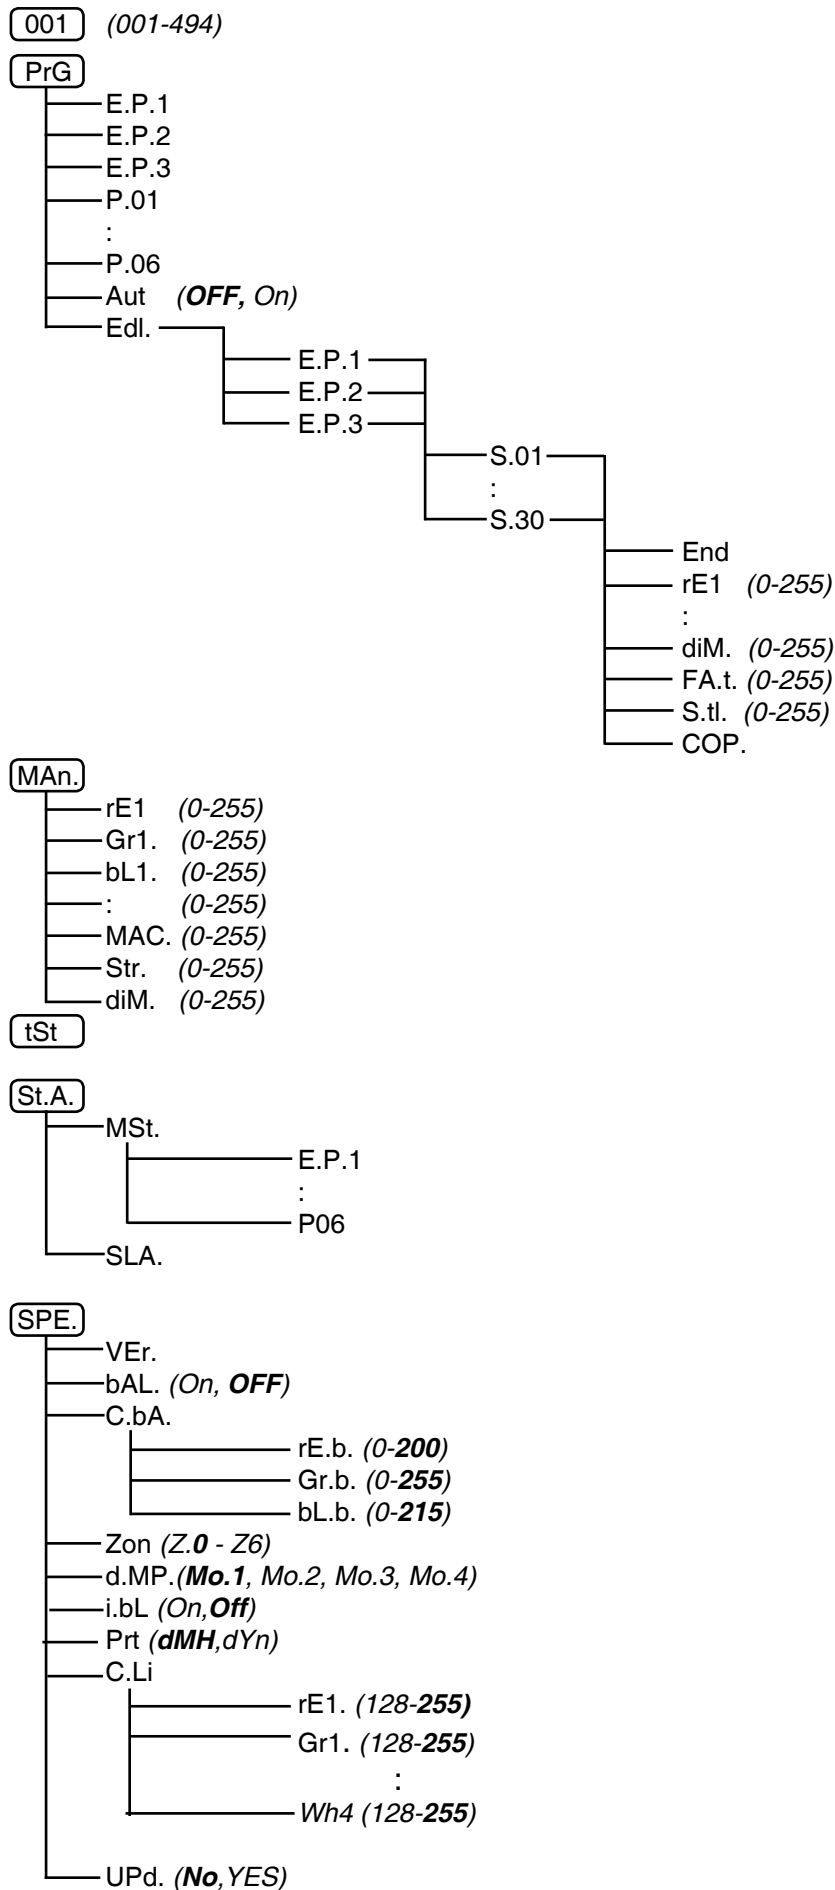 001 (001-494)
PrG
E.P.1
E.P.2
E.P.3
P.01
:
P.06
Aut (OFF, On)
Edl.
E.P.1
E.P.2
E.P.3
S.01
:
S.30
End
rE1 (0-255)
:
diM. (0-255)
FA.t. (0-255)
S.tl. (0-255)
COP.
MAn.
rE1 (0-255)
Gr1. (0-255)
bL1. (0-255)
: (0-255)
MAC. (0-255)
Str. (0-255)
diM. (0-255)
tSt
St.A.
MSt.
E.P.1
:
P06
SLA.
SPE.
VEr.
bAL. (On, OFF)
C.bA.
rE.b. (0-200)
Gr.b. (0-255)
bL.b. (0-215)
Zon (Z.0 - Z6)
d.MP.(Mo.1, Mo.2, Mo.3, Mo.4)
i.bL (On,Off)
Prt (dMH,dYn)
C.Li
rE1. (128-255)
Gr1. (128-255)
:
Wh4 (128-255)
UPd. (No,YES)